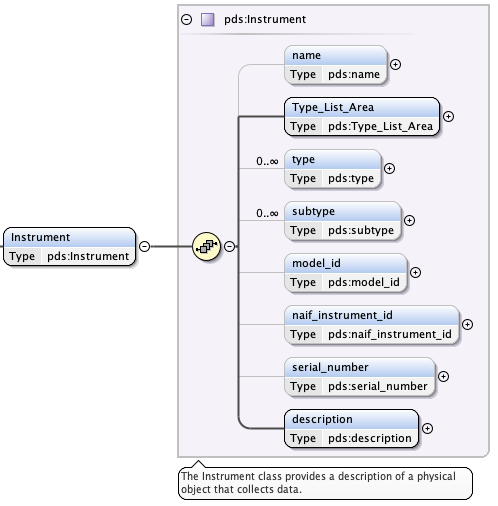 pds:Instrument
name
Type pds:name
Type_List_Area
Type pds:Type_List_Area
0..∞ type
Type pds:type
0..∞ subtype
Type pds:subtype
Instrument
Type pds:Instrument
model_id
Type pds:model_id
naif_instrument_id
Type pds:naif_instrument_id
serial_number
Type pds:serial_number
description
Type pds:description
The Instrument class provides a description of a physical
object that collects data.